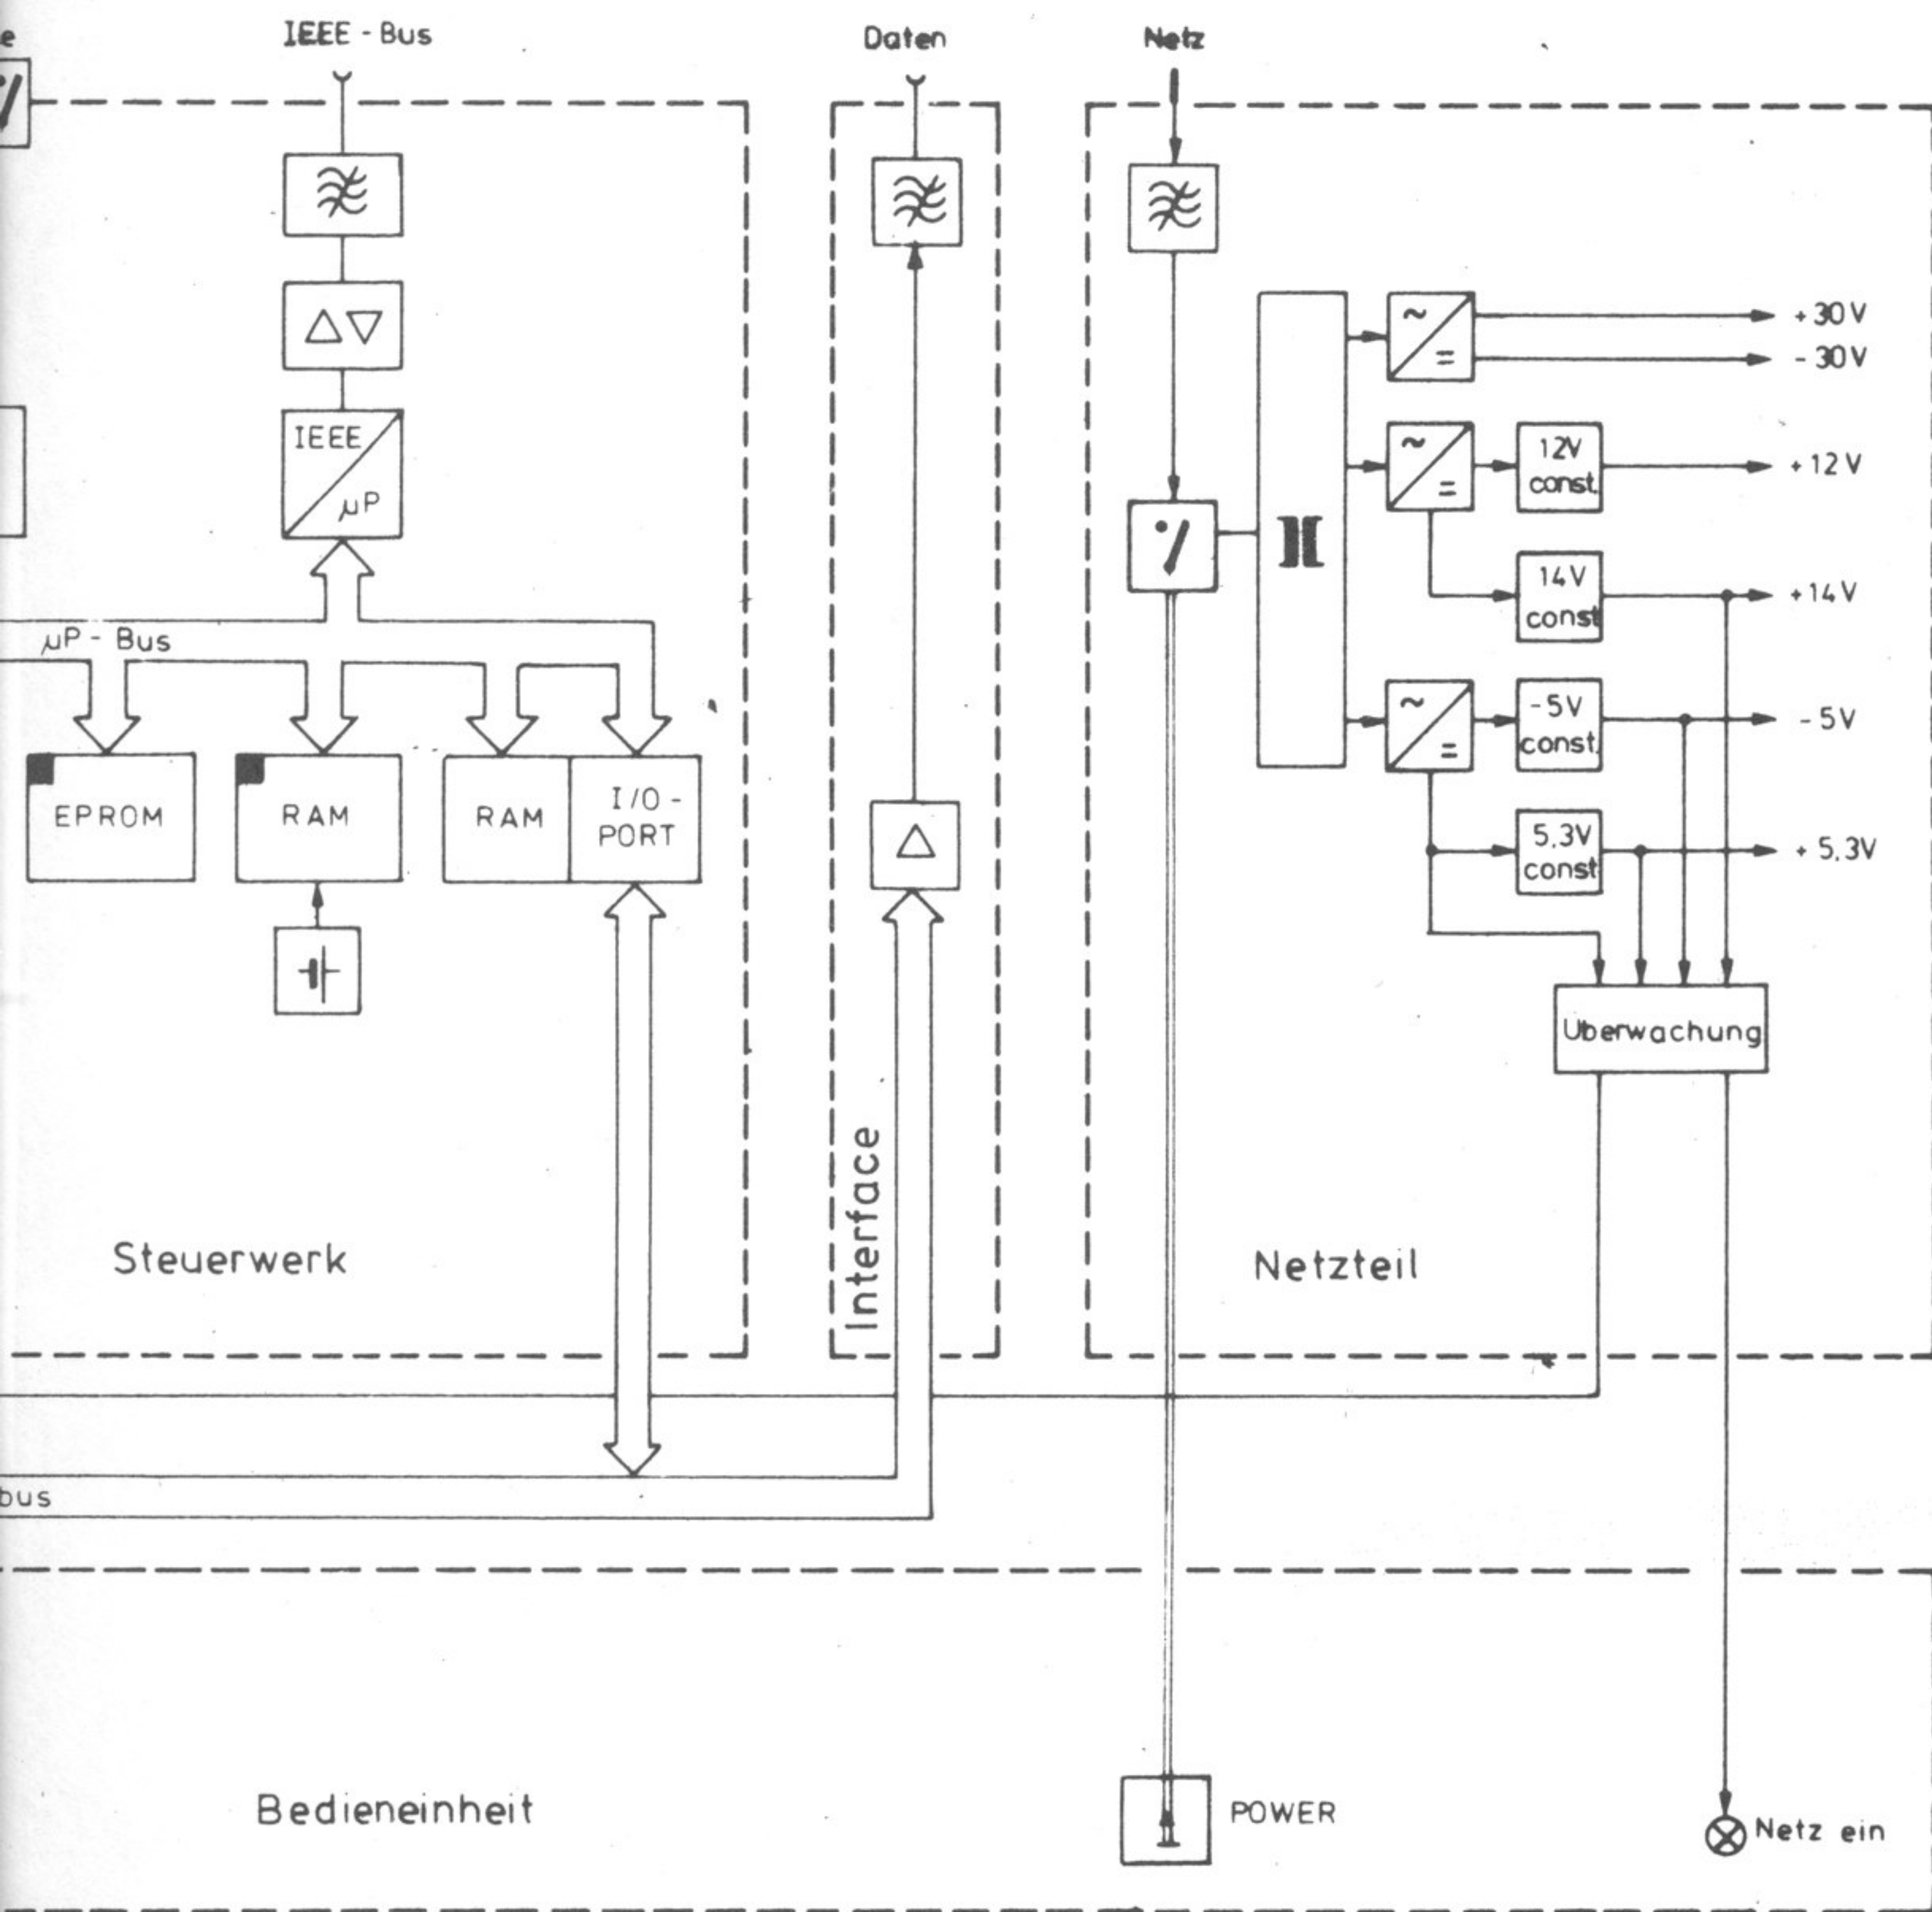 e
IEEE - Bus
Daten
Netz
IEEE
µP
µP - Bus
EPROM
RAM
RAM
I/O -
PORT
Steuerwerk
Interface
~
=
+30V
- 30V
~
=
12V
const.
+12V
14V
const
+14V
~
=
-5V
const.
- 5V
5,3V
const
+ 5.3V
Uberwachung
Netzteil
bus
Bedieneinheit
POWER
Netz ein